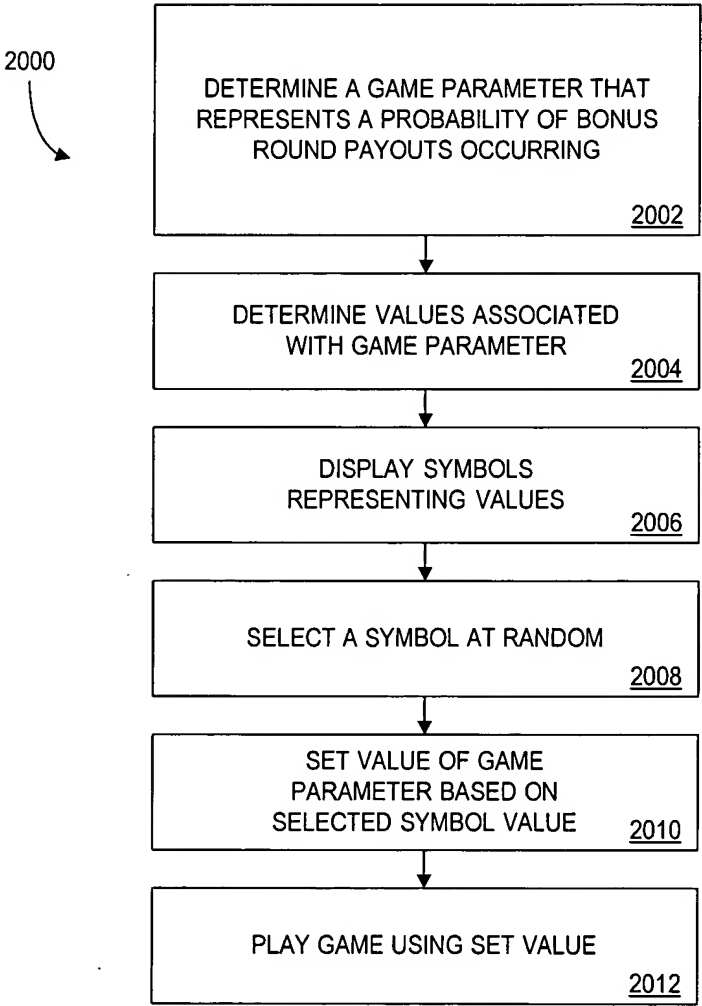 2000
DETERMINE A GAME PARAMETER THAT
REPRESENTS A PROBABILITY OF BONUS
ROUND PAYOUTS OCCURRING
2002
DETERMINE VALUES ASSOCIATED
WITH GAME PARAMETER
2004
DISPLAY SYMBOLS
REPRESENTING VALUES
2006
SELECT A SYMBOL AT RANDOM
2008
SET VALUE OF GAME
PARAMETER BASED ON
SELECTED SYMBOL VALUE
2010
PLAY GAME USING SET VALUE
2012